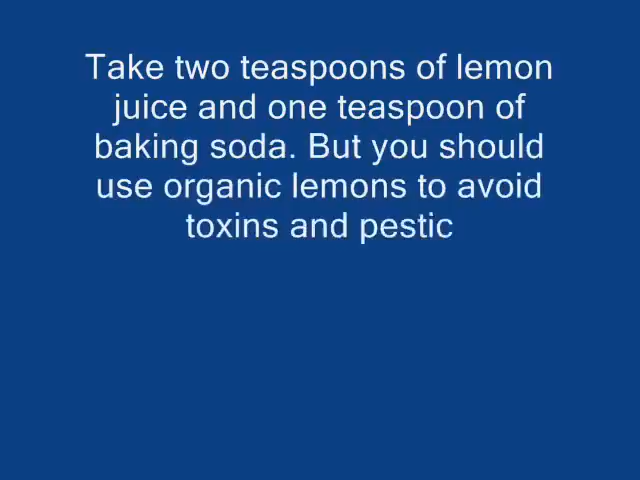 Take two teaspoons of lemon
juice and one teaspoon of
baking soda. But you should
use organic lemons to avoid
toxins and pestic